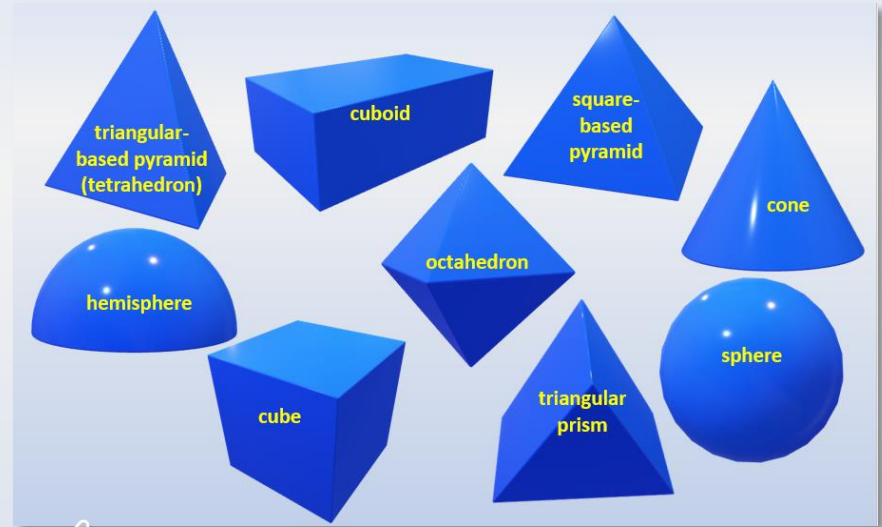 triangular-
based pyramid
(tetrahedron)
cuboid
square-
based
pyramid
cone
hemisphere
octahedron
sphere
cube
triangular
prism